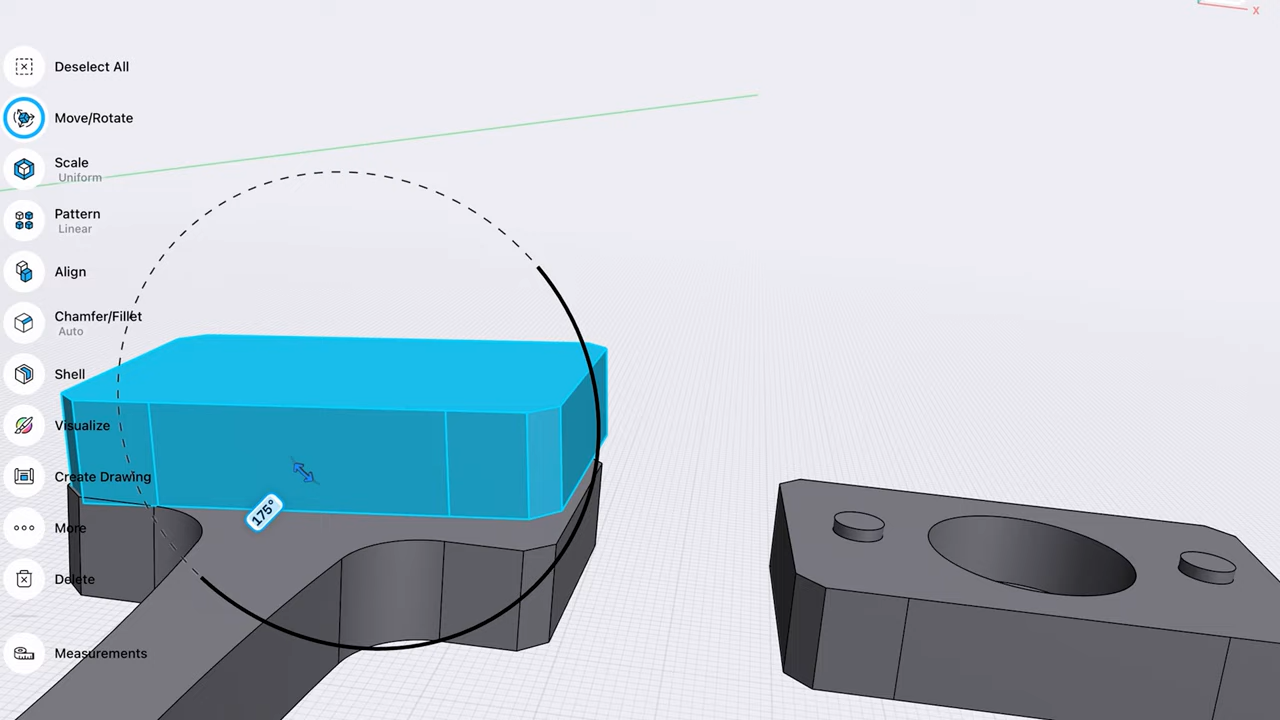 X
Deselect All
Move/Rotate
Scale
Uniform
Pattern
Linear
Align
Chamfer/Fillet
Auto
Shell
Visualize
Create Drawing
175°
More
Delete
Measurements